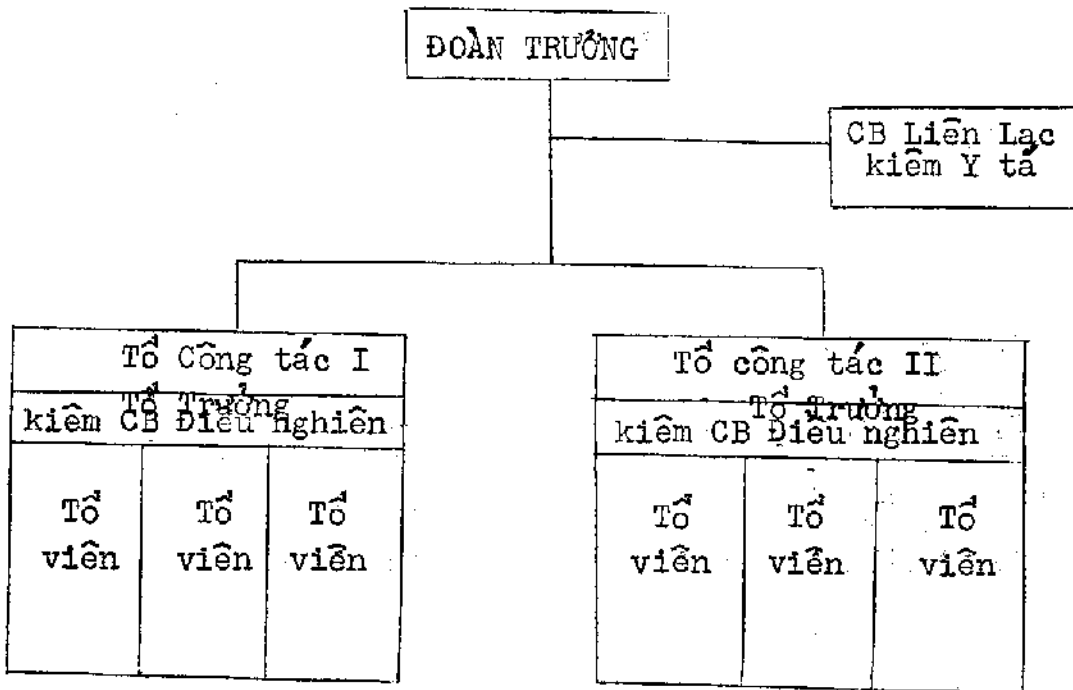 ĐOÀN TRƯỞNG
CB Liên Lạc
kiêm Y tá
Tổ Công tác I
Tổ Trưởng
kiêm CB Điều nghiên
Tổ viên
Tổ viên
Tổ viên
Tổ công tác II
Tổ Trưởng
kiêm CB Điều nghiên
Tổ viên
Tổ viên
Tổ viên